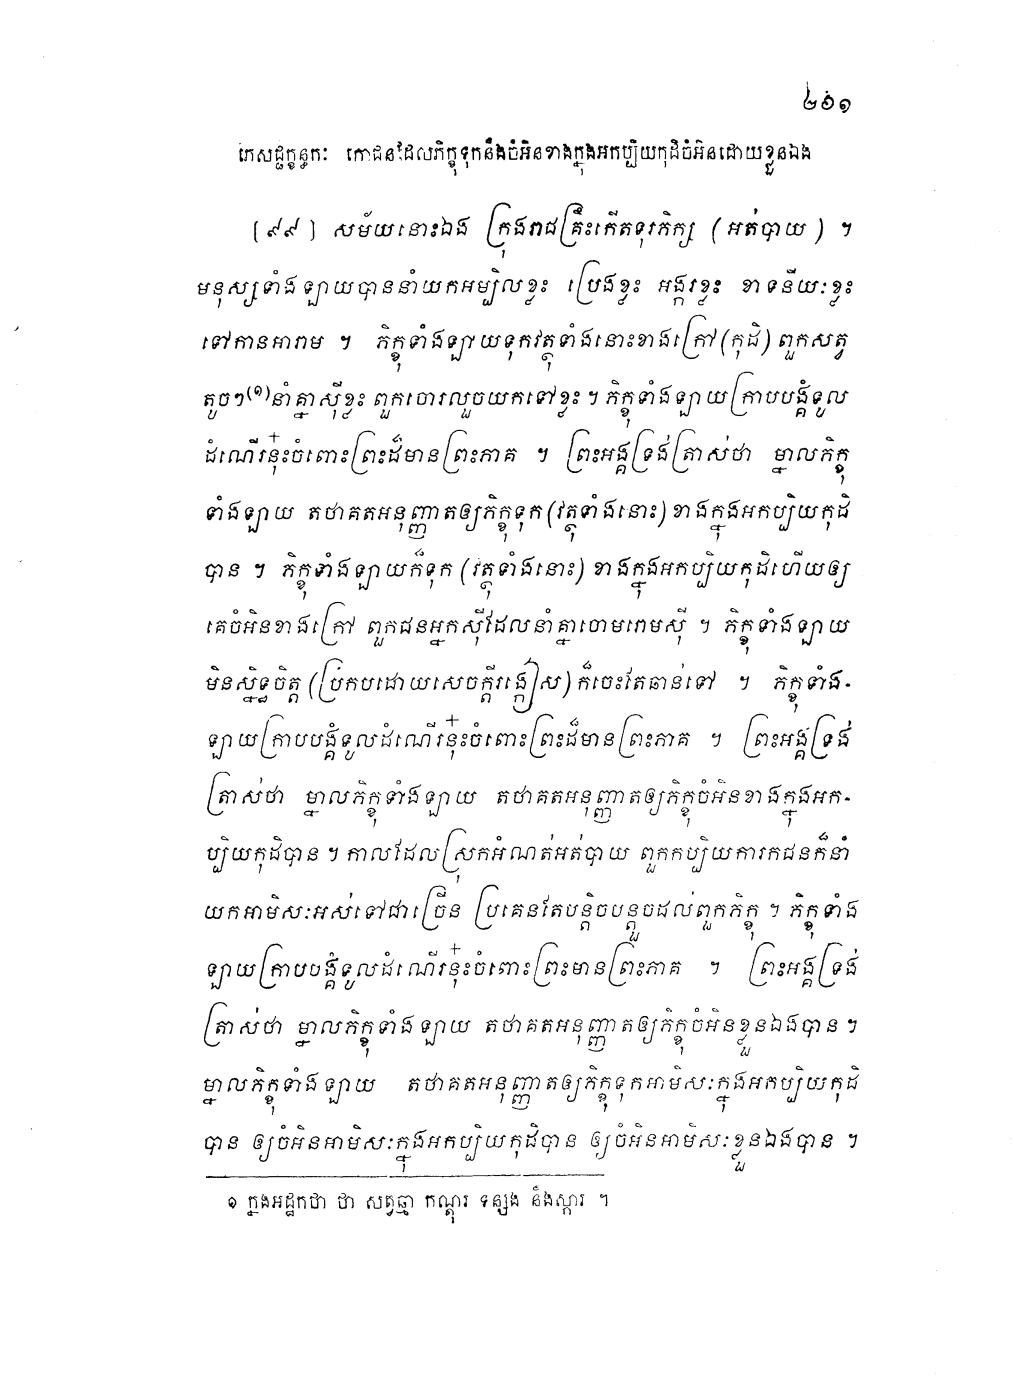 ២០១
ភេសជ្ជក្ខន្ធកៈ ភោជនដែលភិក្ខុទុកនឹងចំអិនខាងក្នុងអកប្បិយកុដិចំអិនដោយខ្លួនឯង
[៩៩] សម័យនោះឯង ក្រុងរាជគ្រឹះកើតទុរភិក្ស (អត់បាយ) ។
មនុស្សទាំងឡាយបាននាំយកអម្បិលខ្លះ ប្រេងខ្លះ អង្ករខ្លះ ខាទនីយៈខ្លះ
ទៅកានអារាម ។ ភិក្ខុទាំងឡាយទុកវត្ថុទាំងនោះខាងក្រៅ(កុដិ) ពួកសត្វ
តូចៗ(១)នាំគ្នាស៊ីខ្លះ ពួកចោរលួចយកទៅខ្លះ ។ ភិក្ខុទាំងឡាយក្រាបបង្គំទូល
ដំណើរនុ៎ះចំពោះព្រះដ៏មានព្រះភាគ ។ ព្រះអង្គទ្រង់ត្រាស់ថា ម្នាលភិក្ខុ
ទាំងឡាយ តថាគតអនុញ្ញាតឲ្យភិក្ខុទុក(វត្ថុទាំងនោះ)ខាងក្នុងអកប្បិយកុដិ
បាន ។ ភិក្ខុទាំងឡាយក៏ទុក (វត្ថុទាំងនោះ) ខាងក្នុងអកប្បិយកុដិហើយឲ្យ
គេចំអិនខាងក្រៅ ពួកជនអ្នកស៊ីដែលនាំគ្នាចោមរោមស៊ី ។ ភិក្ខុទាំងឡាយ
មិនស្និទ្ធចិត្ត (ប្រកបដោយសេចក្តីរង្កៀស) ក៏ចេះតែឆាន់ទៅ ។ ភិក្ខុទាំង-
ឡាយក្រាបបង្គំទូលដំណើរនុ៎ះចំពោះព្រះដ៏មានព្រះភាគ ។ ព្រះអង្គទ្រង់
ត្រាស់ថា ម្នាលភិក្ខុទាំងឡាយ តថាគតអនុញ្ញាតឲ្យភិក្ខុចំអិនខាងក្នុងអក-
ប្បិយកុដិបាន ។ កាលដែលស្រុកអំណត់អត់បាយ ពួកកប្បិយការកជនក៏នាំ
យកអាមិសៈអស់ទៅជាច្រើន ប្រគេនតែបន្តិចបន្តួចដល់ពួកភិក្ខុ ។ ភិក្ខុទាំង
ឡាយក្រាបបង្គំទូលដំណើរនុ៎ះចំពោះព្រះមានព្រះភាគ ។ ព្រះអង្គទ្រង់
ត្រាស់ថា ម្នាលភិក្ខុទាំងឡាយ តថាគតអនុញ្ញាតឲ្យភិក្ខុចំអិនខ្លួនឯងបាន ។
ម្នាលភិក្ខុទាំងឡាយ តថាគតអនុញ្ញាតឲ្យភិក្ខុទុកអាមិសៈក្នុងអកប្បិយកុដិ
បាន ឲ្យចំអិនអាមិសៈក្នុងអកប្បិយកុដិបាន ឲ្យចំអិនអាមិសៈខ្លួនឯងបាន ។
១ ក្នុងអដ្ឋកថា ថា សត្វឆ្មា កណ្តុរ ទន្សង និងស្ការ ។